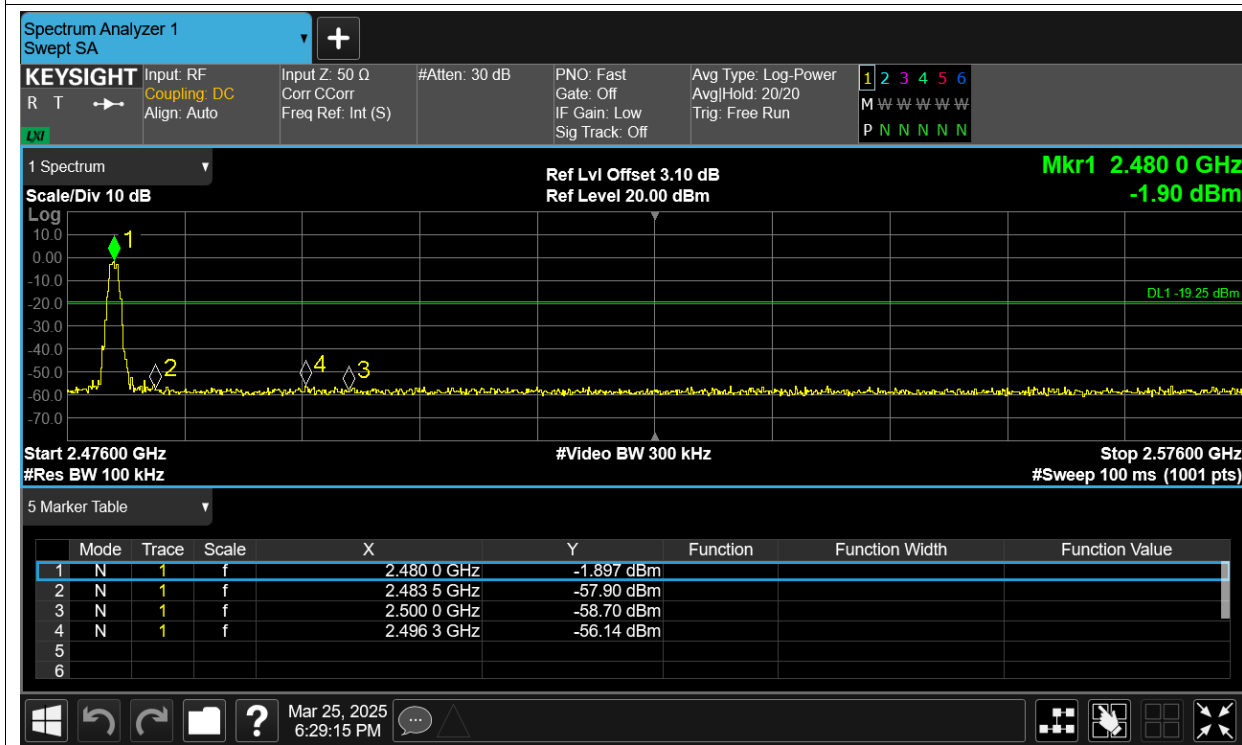 Spectrum Analyzer 1
Swept SA
KEYSIGHT
R T
LXI
Input: RF
Coupling: DC
Align: Auto
Input Z: 50 Ω
Corr CCorr
Freq Ref: Int (S)
#Atten: 30 dB
PNO: Fast
Gate: Off
IF Gain: Low
Sig Track: Off
Avg Type: Log-Power
Avg|Hold: 20/20
Trig: Free Run
1 2 3 4 5 6
M W W W W W
P N N N N N
1 Spectrum
Scale/Div 10 dB
Ref Lvl Offset 3.10 dB
Ref Level 20.00 dBm
Mkr1 2.480 0 GHz
-1.90 dBm
Log
10.0
0.00
-10.0
-20.0
-30.0
-40.0
-50.0
-60.0
-70.0
1
2
4
3
DL1 -19.25 dBm
Start 2.47600 GHz
#Video BW 300 kHz
Stop 2.57600 GHz
#Res BW 100 kHz
#Sweep 100 ms (1001 pts)
5 Marker Table
Mode Trace Scale X Y Function Function Width Function Value
1 N 1 f 2.480 0 GHz -1.897 dBm
2 N 1 f 2.483 5 GHz -57.90 dBm
3 N 1 f 2.500 0 GHz -58.70 dBm
4 N 1 f 2.496 3 GHz -56.14 dBm
5
6
?
Mar 25, 2025
6:29:15 PM